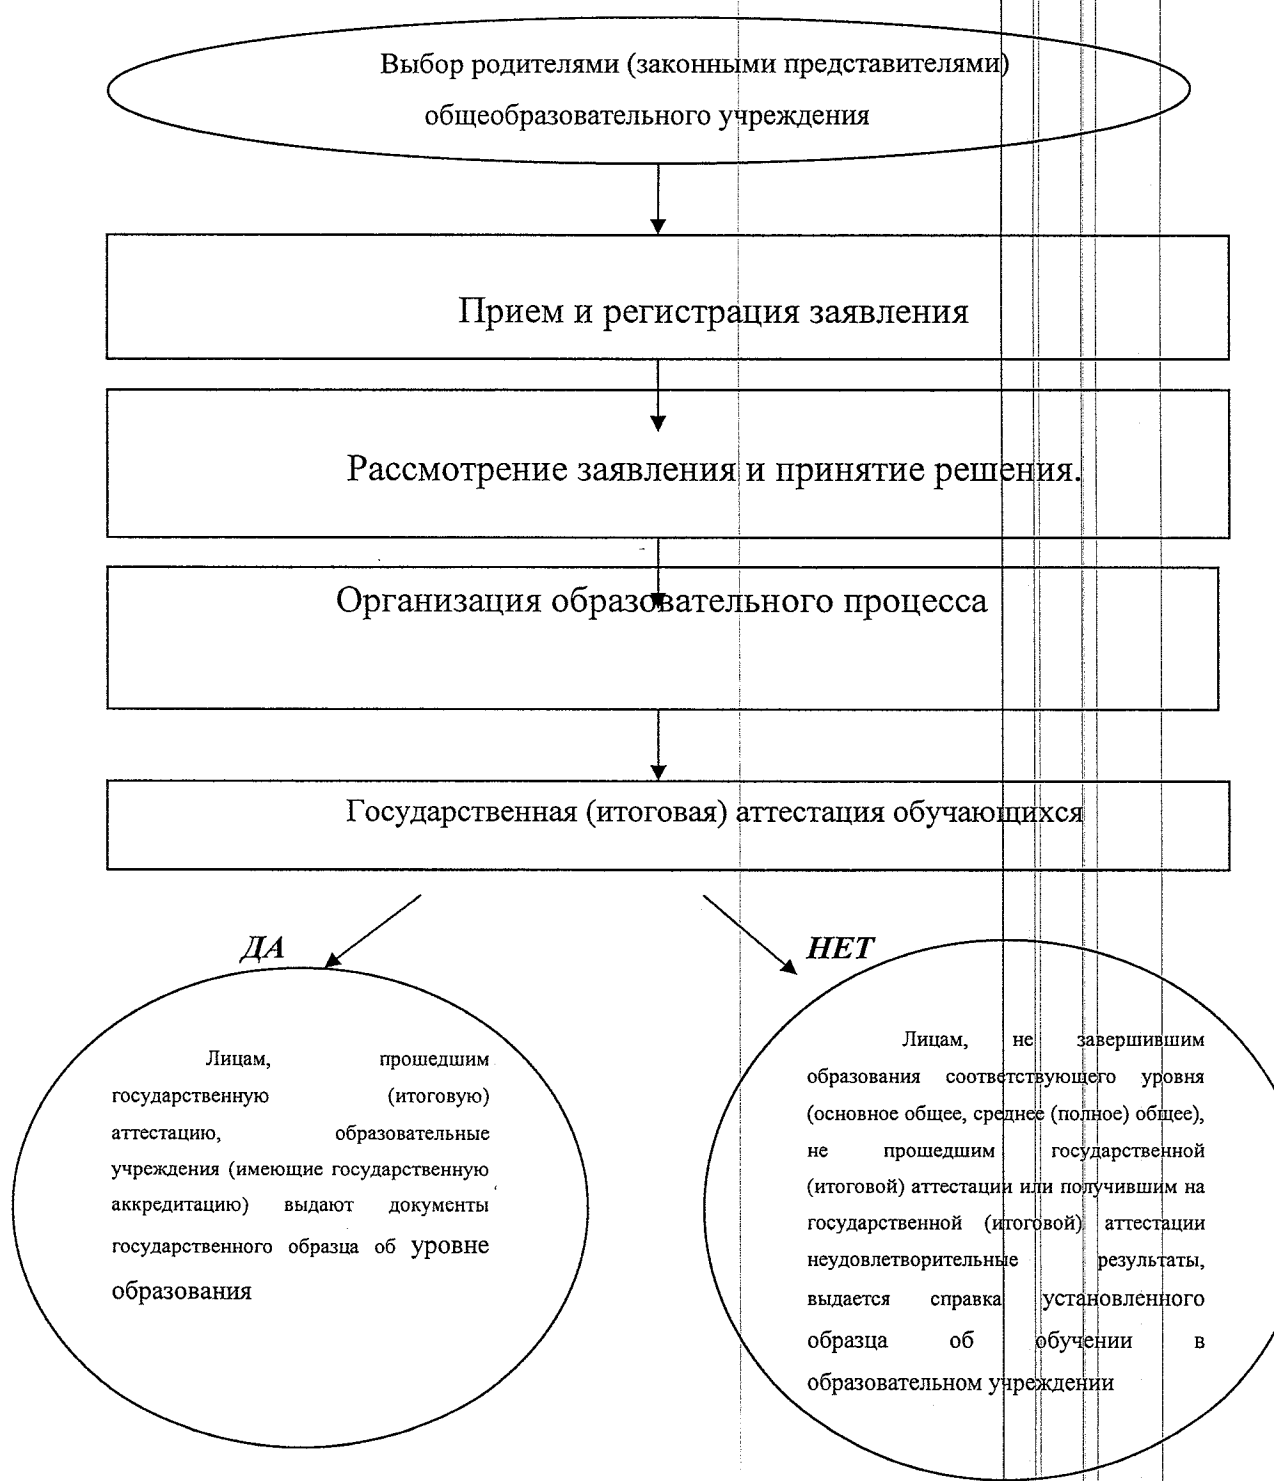 Выбор родителями (законными представителями)
общеобразовательного учреждения
Прием и регистрация заявления
Рассмотрение заявления и принятие решения.
Организация образовательного процесса
Государственная (итоговая) аттестация обучающихся
ДА
НЕТ
Лицам, прошедшим
государственную (итоговую)
аттестацию, образовательные
учреждения (имеющие государственную
аккредитацию) выдают документы
государственного образца об уровне
образования
Лицам, не завершившим
образования соответствующего уровня
(основное общее, среднее (полное) общее),
не прошедшим государственной
(итоговой) аттестации или получившим на
государственной (итоговой) аттестации
неудовлетворительные результаты,
выдается справка установленного
образца об обучении в
образовательном учреждении